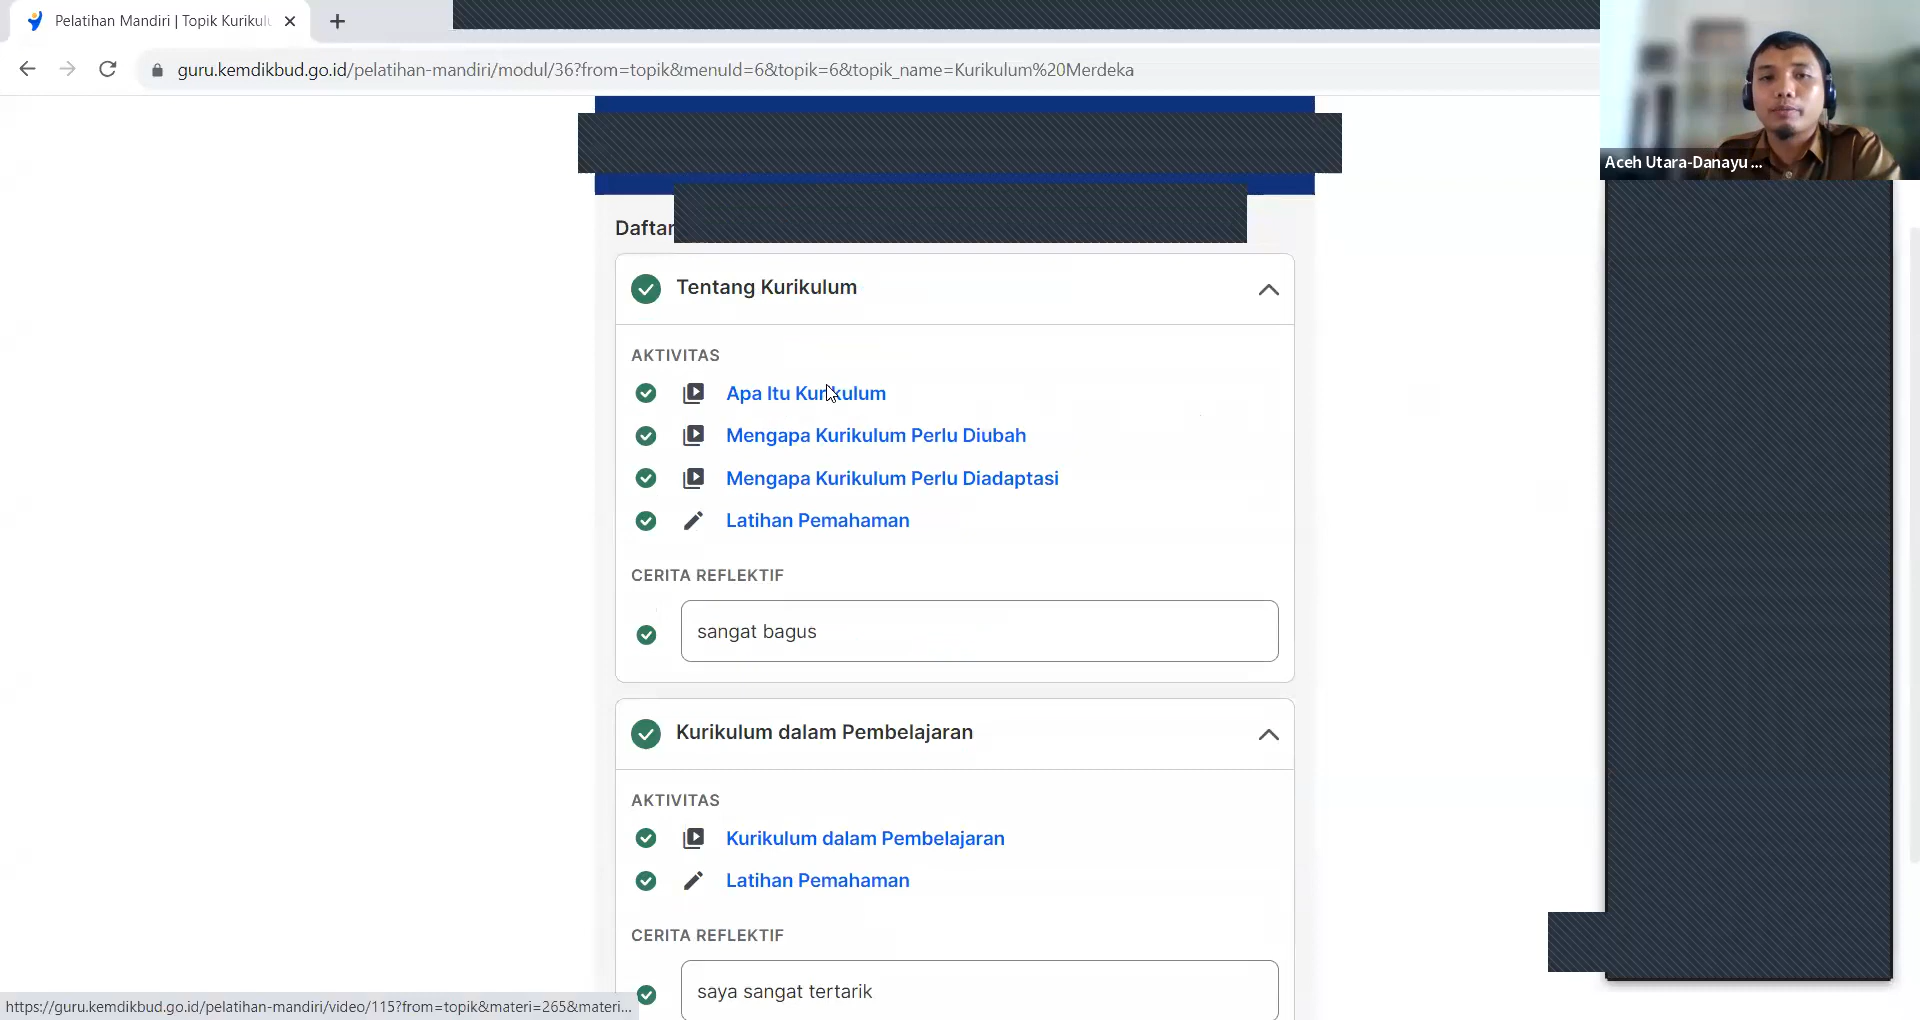 Pelatihan Mandiri | Topik Kurikulu
guru.kemdikbud.go.id/pelatihan-mandiri/modul/36?from=topik&menuId=6&topik=6&topik_name=Kurikulum%20Merdeka
Aceh Utara-Danayu ...
Daftar
Tentang Kurikulum
AKTIVITAS
Apa Itu Kurikulum
Mengapa Kurikulum Perlu Diubah
Mengapa Kurikulum Perlu Diadaptasi
Latihan Pemahaman
CERITA REFLEKTIF
sangat bagus
Kurikulum dalam Pembelajaran
AKTIVITAS
Kurikulum dalam Pembelajaran
Latihan Pemahaman
CERITA REFLEKTIF
saya sangat tertarik
https://guru.kemdikbud.go.id/pelatihan-mandiri/video/115?from=topik&materi=265&materi...